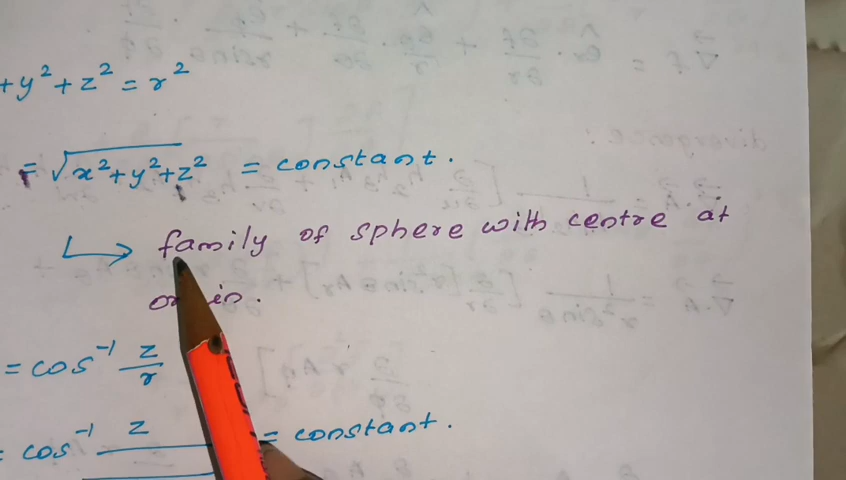 +y² + z² = r²
r = √x²+y²+z² = constant.
↳ family of sphere with centre at
= cos⁻¹ z/r
= cos⁻¹ z = constant.